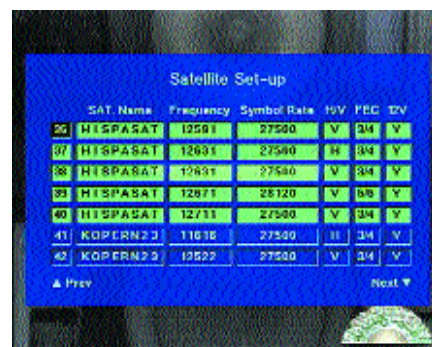 Satellite Set-up
SAT. Name Frequency Symbol Rate H/V FEC 12V
36 HISPASAT 12591 27500 V 3/4 Y
37 HISPASAT 12631 27500 H 3/4 Y
38 HISPASAT 12631 27500 V 3/4 Y
39 HISPASAT 12671 28120 V 5/6 Y
40 HISPASAT 12711 27500 V 3/4 Y
41 KOPERN23 11616 27500 H 3/4 Y
42 KOPERN23 12522 27500 V 3/4 Y
▲ Prev Next ▼